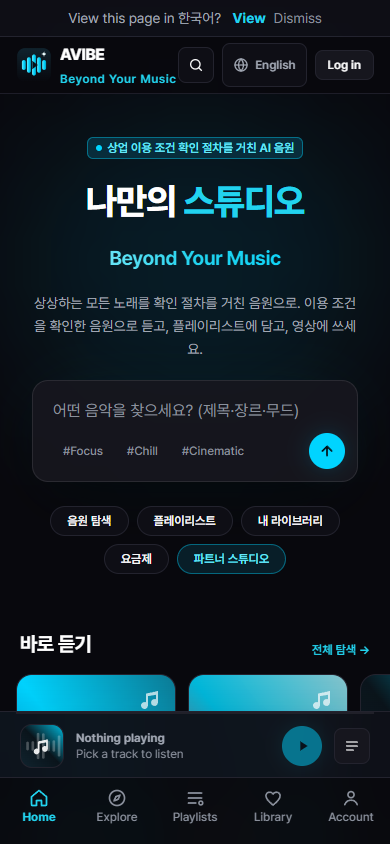 View this page in 한국어? View Dismiss
AVIBE
Beyond Your Music
English
Log in
상업 이용 조건 확인 절차를 거친 AI 음원
나만의 스튜디오
Beyond Your Music
상상하는 모든 노래를 확인 절차를 거친 음원으로. 이용 조건
을 확인한 음원으로 듣고, 플레이리스트에 담고, 영상에 쓰세
요.
어떤 음악을 찾으세요? (제목·장르·무드)
#Focus #Chill #Cinematic
음원 탐색 플레이리스트 내 라이브러리
요금제 파트너 스튜디오
바로 듣기 전체 탐색 →
Nothing playing
Pick a track to listen
Home Explore Playlists Library Account